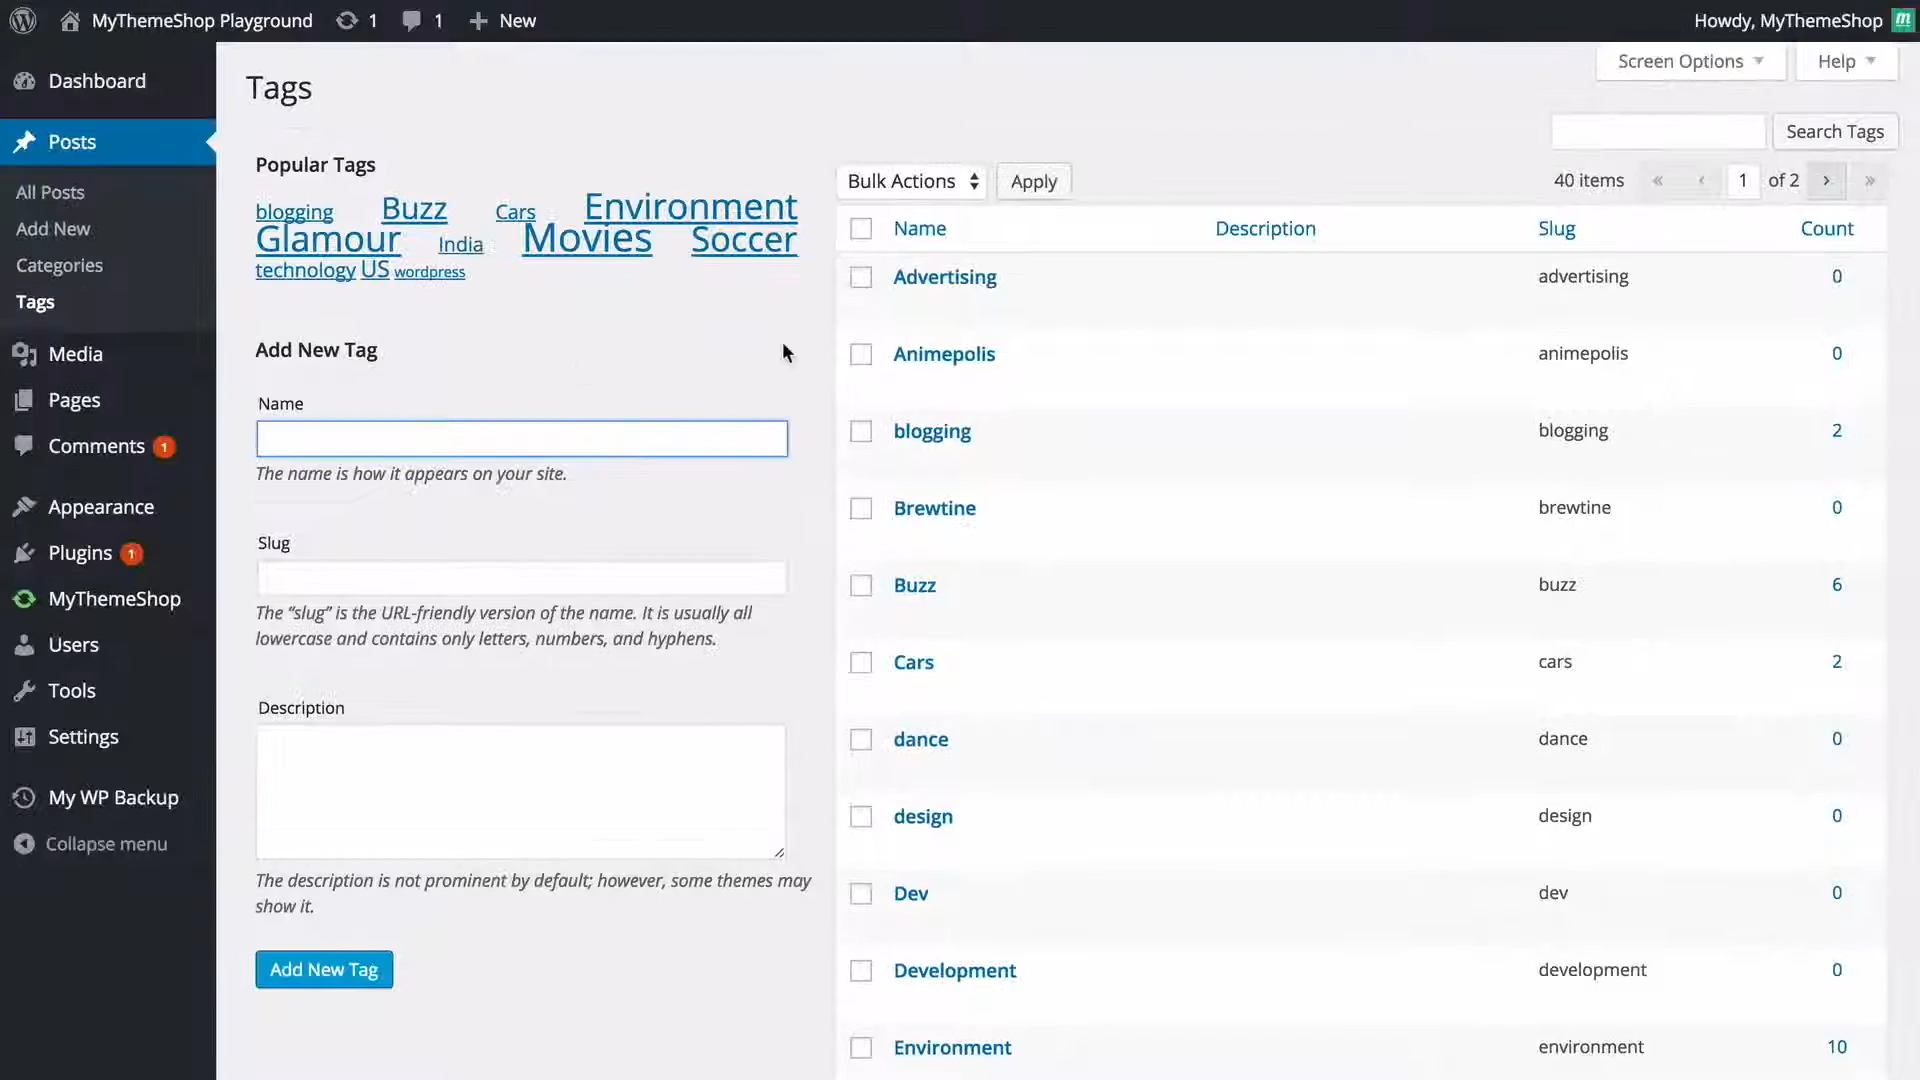 MyThemeShop Playground 1 1 New Howdy, MyThemeShop
Dashboard
Posts
All Posts
Add New
Categories
Tags
Media
Pages
Comments 1
Appearance
Plugins 1
MyThemeShop
Users
Tools
Settings
My WP Backup
Collapse menu
Screen Options Help
Tags
Search Tags
Popular Tags
blogging Buzz Cars Environment
Glamour India Movies Soccer
technology US wordpress
Add New Tag
Name
The name is how it appears on your site.
Slug
The “slug” is the URL-friendly version of the name. It is usually all
lowercase and contains only letters, numbers, and hyphens.
Description
The description is not prominent by default; however, some themes may
show it.
Add New Tag
Bulk Actions Apply 40 items « ‹ 1 of 2 › »
Name Description Slug Count
Advertising advertising 0
Animepolis animepolis 0
blogging blogging 2
Brewtine brewtine 0
Buzz buzz 6
Cars cars 2
dance dance 0
design design 0
Dev dev 0
Development development 0
Environment environment 10